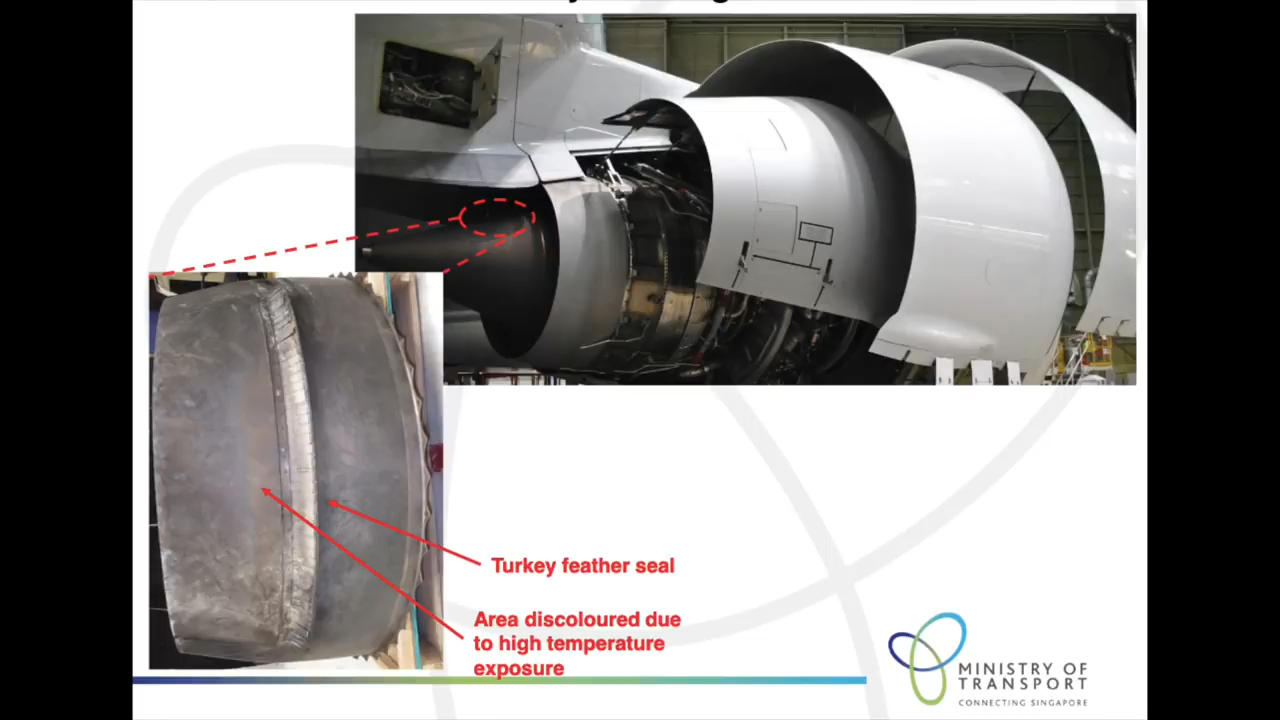 Turkey feather seal
Area discoloured due
to high temperature
exposure
MINISTRY OF
TRANSPORT
CONNECTING SINGAPORE